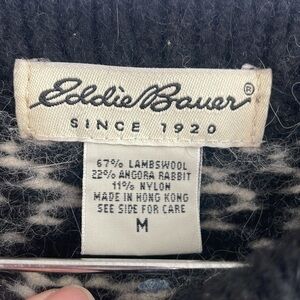 Eddie Bauer®
SINCE 1920
67% LAMBSWOOL
22% ANGORA RABBIT
11% NYLON
MADE IN HONG KONG
SEE SIDE FOR CARE
M